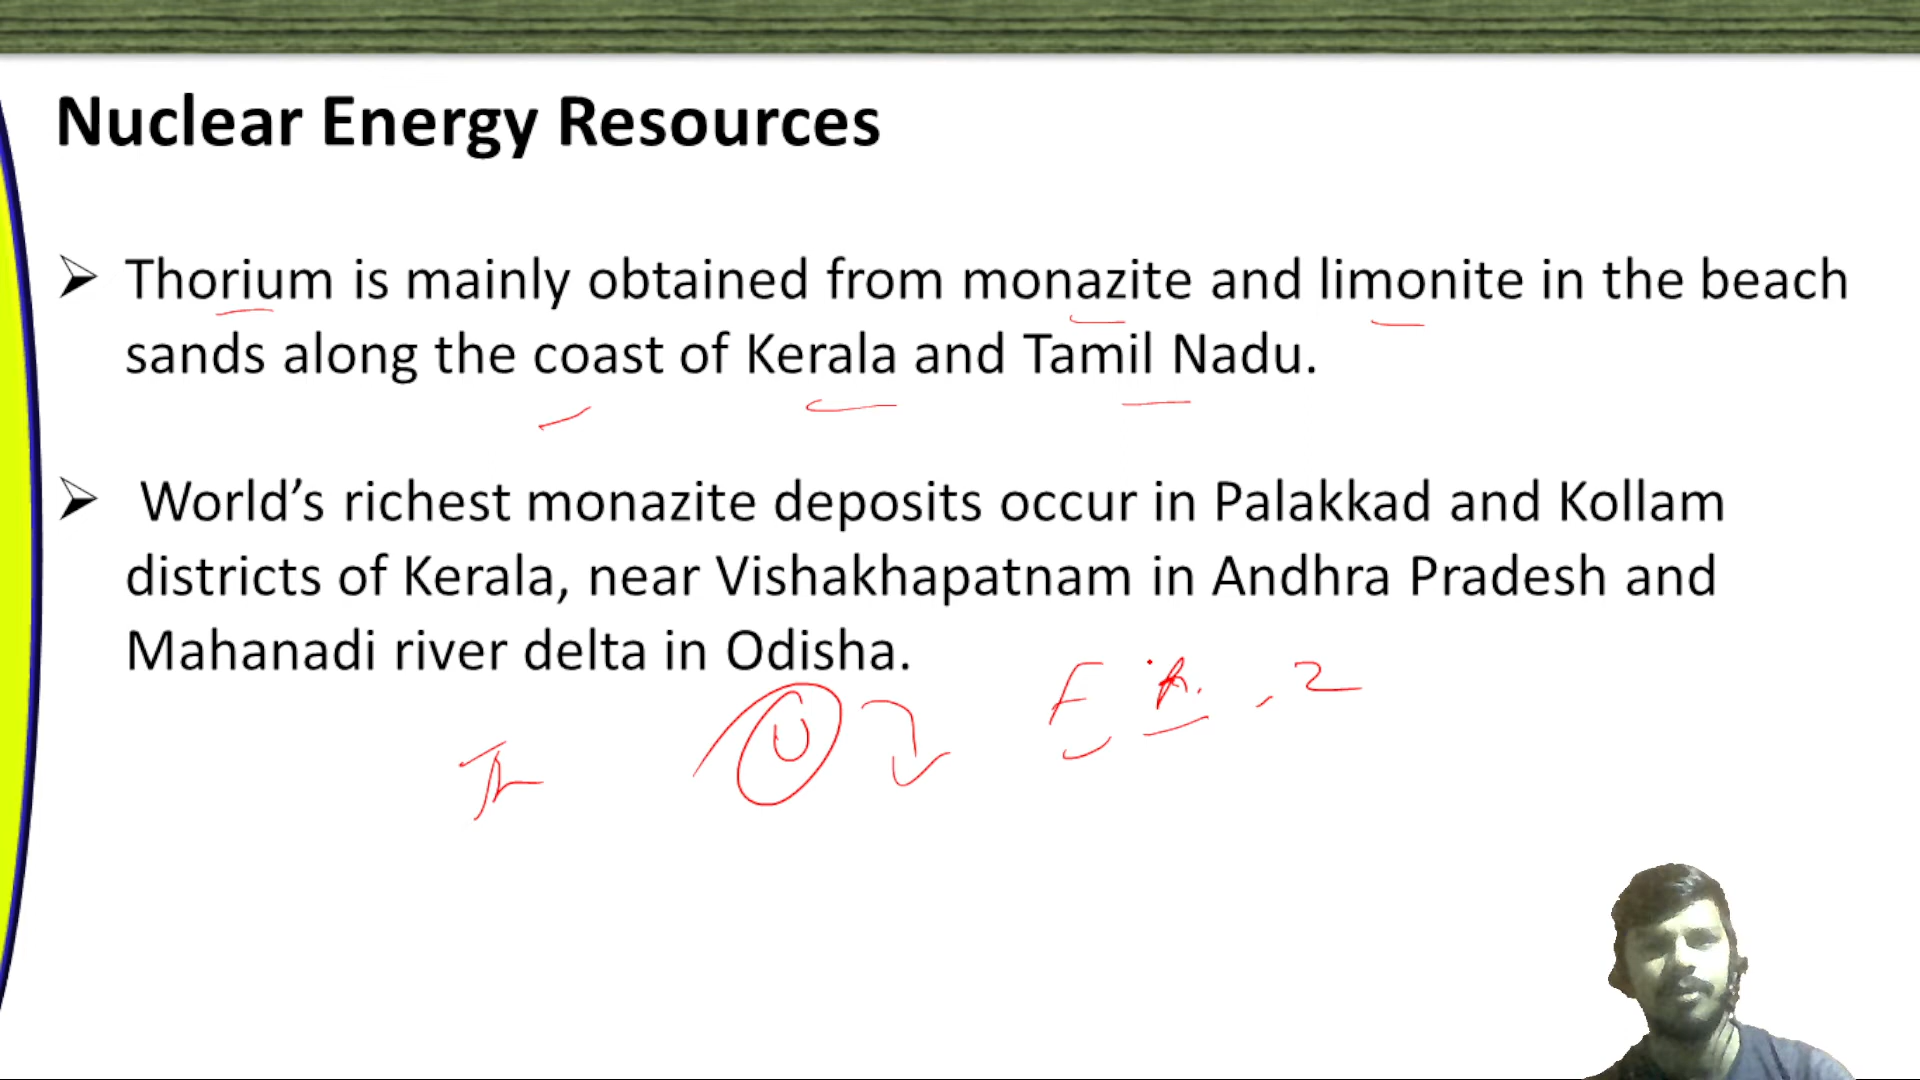 Nuclear Energy Resources
Thorium is mainly obtained from monazite and limonite in the beach
sands along the coast of Kerala and Tamil Nadu.
World’s richest monazite deposits occur in Palakkad and Kollam
districts of Kerala, near Vishakhapatnam in Andhra Pradesh and
Mahanadi river delta in Odisha.
Th U